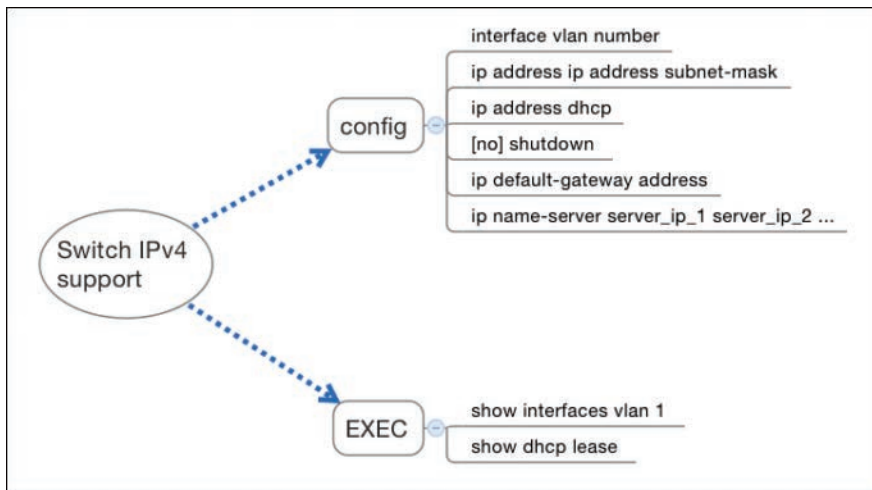 Switch IPv4
support
config
interface vlan number
ip address ip address subnet-mask
ip address dhcp
[no] shutdown
ip default-gateway address
ip name-server server_ip_1 server_ip_2 ...
EXEC
show interfaces vlan 1
show dhcp lease